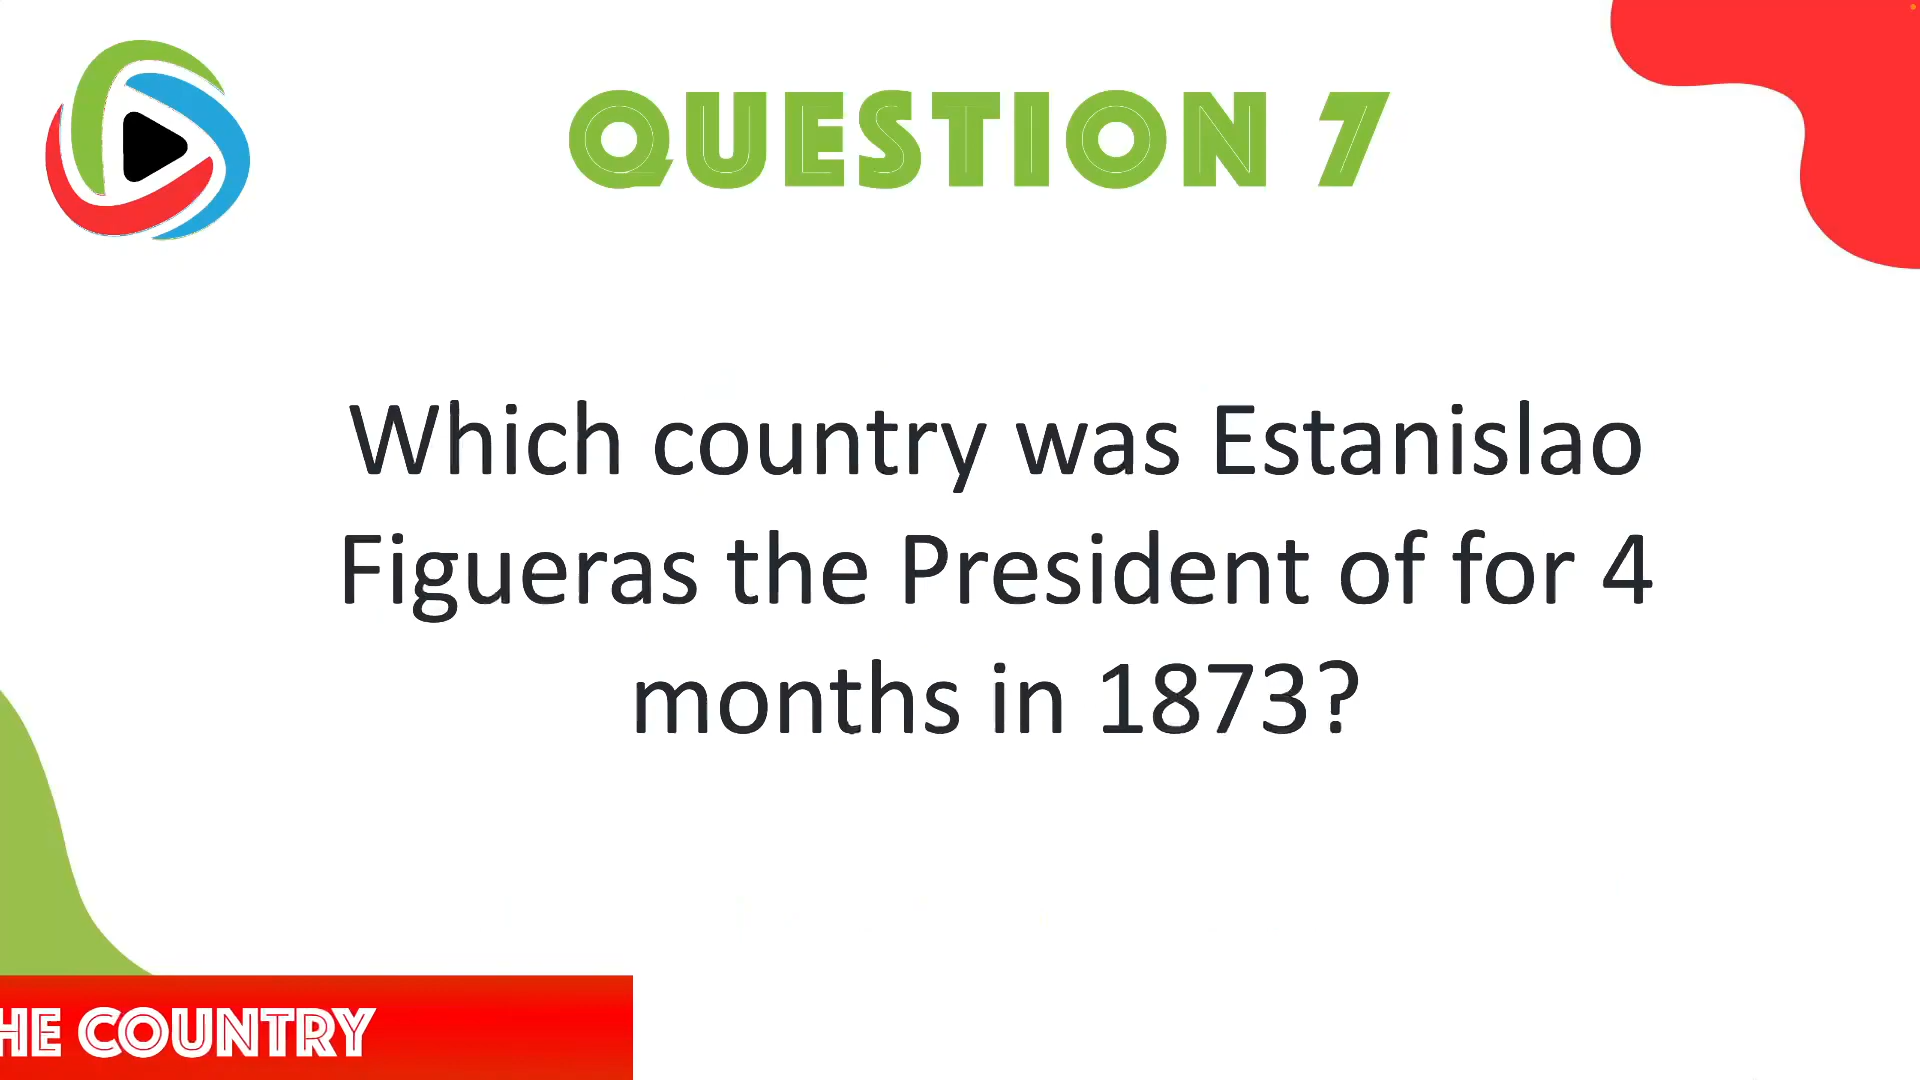 QUESTION 7
Which country was Estanislao
Figueras the President of for 4
months in 1873?
HE COUNTRY